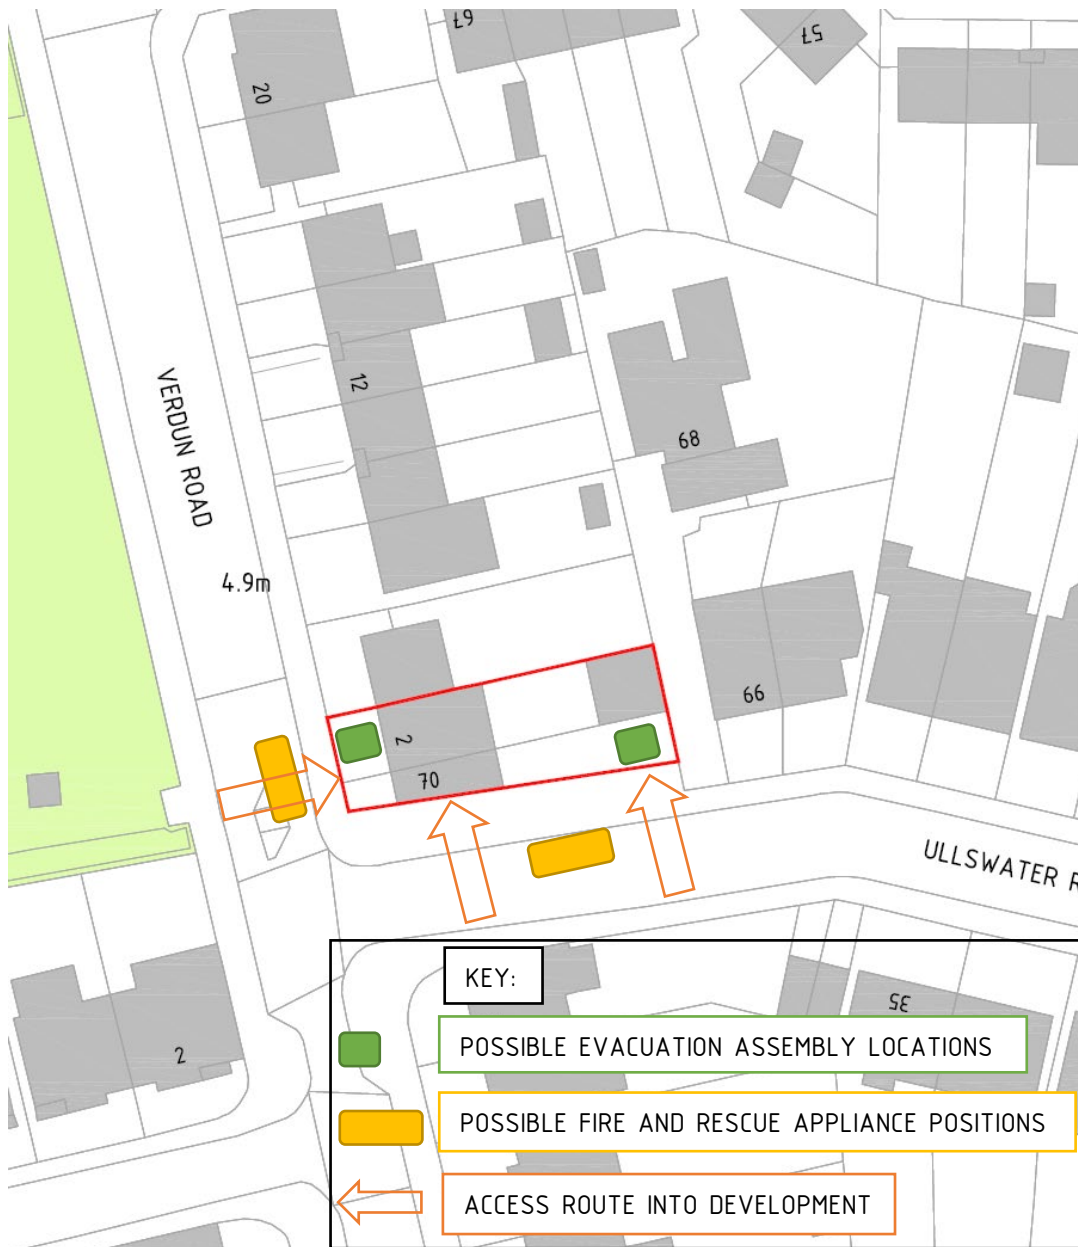 67
57
20
VERDUN ROAD
12
68
4.9m
66
2
70
ULLSWATER R
KEY:
35
POSSIBLE EVACUATION ASSEMBLY LOCATIONS
2
POSSIBLE FIRE AND RESCUE APPLIANCE POSITIONS
ACCESS ROUTE INTO DEVELOPMENT